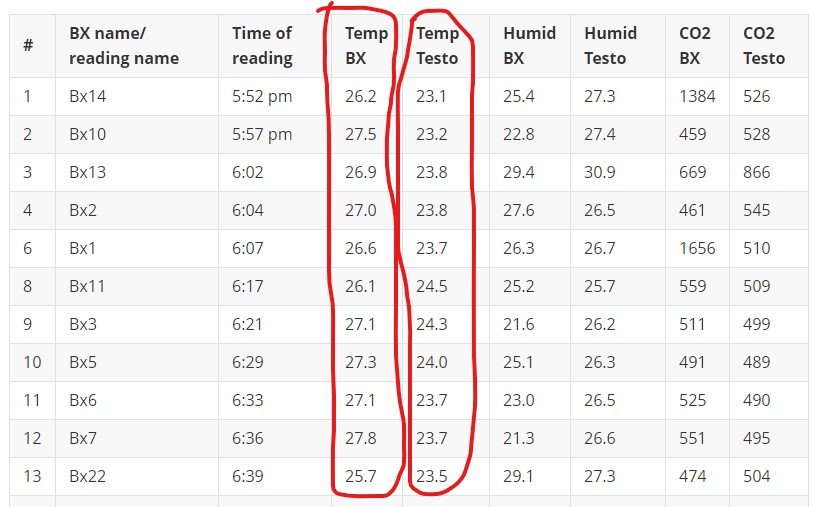 # BX name/ reading name Time of reading Temp BX Temp Testo Humid BX Humid Testo CO2 BX CO2 Testo
1 Bx14 5:52 pm 26.2 23.1 25.4 27.3 1384 526
2 Bx10 5:57 pm 27.5 23.2 22.8 27.4 459 528
3 Bx13 6:02 26.9 23.8 29.4 30.9 669 866
4 Bx2 6:04 27.0 23.8 27.6 26.5 461 545
6 Bx1 6:07 26.6 23.7 26.3 26.7 1656 510
8 Bx11 6:17 26.1 24.5 25.2 25.7 559 509
9 Bx3 6:21 27.1 24.3 21.6 26.2 511 499
10 Bx5 6:29 27.3 24.0 25.1 26.3 491 489
11 Bx6 6:33 27.1 23.7 23.0 26.5 525 490
12 Bx7 6:36 27.8 23.7 21.3 26.6 551 495
13 Bx22 6:39 25.7 23.5 29.1 27.3 474 504